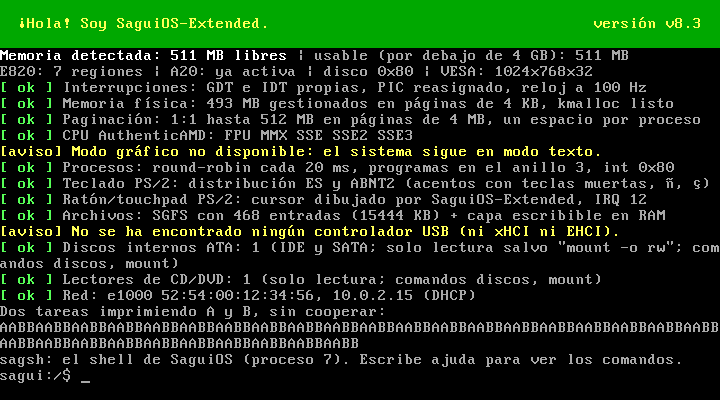 ¡Hola! Soy SaguiOS-Extended. versión v8.3
Memoria detectada: 511 MB libres | usable (por debajo de 4 GB): 511 MB
E820: 7 regiones | A20: ya activa | disco 0x80 | VESA: 1024x768x32
[ ok ] Interrupciones: GDT e IDT propias, PIC reasignado, reloj a 100 Hz
[ ok ] Memoria física: 493 MB gestionados en páginas de 4 KB, kmalloc listo
[ ok ] Paginación: 1:1 hasta 512 MB en páginas de 4 MB, un espacio por proceso
[ ok ] CPU AuthenticAMD: FPU MMX SSE SSE2 SSE3
[aviso] Modo gráfico no disponible: el sistema sigue en modo texto.
[ ok ] Procesos: round-robin cada 20 ms, programas en el anillo 3, int 0x80
[ ok ] Teclado PS/2: distribución ES y ABNT2 (acentos con teclas muertas, ñ, ç)
[ ok ] Ratón/touchpad PS/2: cursor dibujado por SaguiOS-Extended, IRQ 12
[ ok ] Archivos: SGFS con 468 entradas (15444 KB) + capa escribible en RAM
[aviso] No se ha encontrado ningún controlador USB (ni xHCI ni EHCI).
[ ok ] Discos internos ATA: 1 (IDE y SATA; solo lectura salvo "mount -o rw"; com
andos discos, mount)
[ ok ] Lectores de CD/DVD: 1 (solo lectura; comandos discos, mount)
[ ok ] Red: e1000 52:54:00:12:34:56, 10.0.2.15 (DHCP)
Dos tareas imprimiendo A y B, sin cooperar:
AABBAABBAABBAABBAABBAABBAABBAABBAABBAABBAABBAABBAABBAABBAABBAABBAABBAABBAABBAABB
AABBAABBAABBAABBAABBAABBAABBAABBAABBAABB
sagsh: el shell de SaguiOS (proceso 7). Escribe ayuda para ver los comandos.
sagui:/$ _